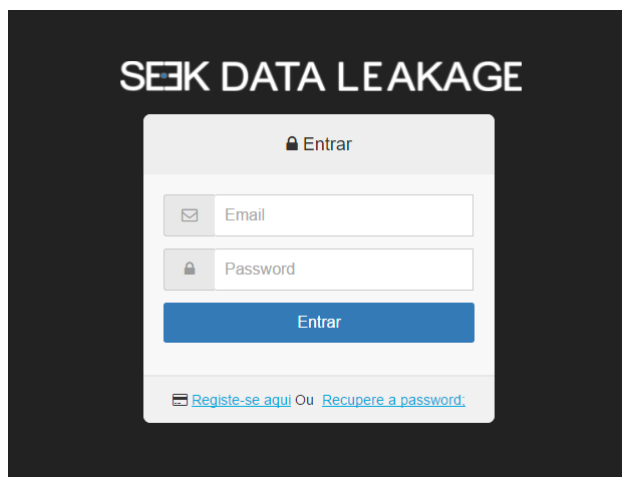 SEEK DATA LEAKAGE
Entrar
Email
Password
Entrar
Registe-se aqui Ou Recupere a password;